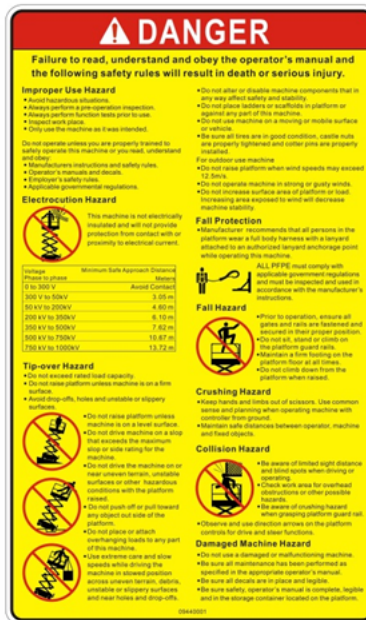 DANGER
Failure to read, understand and obey the operator's manual and
the following safety rules will result in death or serious injury.
Improper Use Hazard
• Avoid hazardous situations.
• Always perform a pre-operation inspection.
• Always perform function tests prior to use.
• Inspect work place.
• Only use the machine as it was intended.
Do not operate unless you are properly trained to
safely operate this machine or you read, understand
and obey:
• Manufacturers instructions and safety rules.
• Operator's manuals and decals.
• Employer's safety rules.
• Applicable governmental regulations.
Electrocution Hazard
This machine is not electrically
insulated and will not provide
protection from contact with or
proximity to electrical current.
Voltage Minimum Safe Approach Distance
Phase to phase Meters
0 to 300 V Avoid Contact
300 V to 50kV 3.05 m
50 kV to 200kV 4.60 m
200 kV to 350kV 6.10 m
350 kV to 500kV 7.62 m
500 kV to 750kV 10.67 m
750 kV to 1000kV 13.72 m
Tip-over Hazard
• Do not exceed rated load capacity.
• Do not raise platform unless machine is on a firm
surface.
• Avoid drop-offs, holes and unstable or slippery
surfaces.
• Do not raise platform unless
machine is on a level surface.
• Do not drive machine on a slop
that exceeds the maximum
slop or side rating for the
machine.
• Do not drive the machine on or
near uneven terrain, unstable
surfaces or other hazardous
conditions with the platform
raised.
• Do not push off or pull toward
any object out side of the
platform.
• Do not place or attach
overhanging loads to any part
of this machine.
• Use extreme care and slow
speeds while driving the
machine in stowed position
across uneven terrain, debris,
unstable or slippery surfaces
and near holes and drop-offs.
• Do not alter or disable machine components that in
any way affect safety and stability.
• Do not place ladders or scaffolds in platform or
against any part of this machine.
• Do not use machine on a moving or mobile surface
or vehicle.
• Be sure all tires are in good condition, castle nuts
are properly tightened and cotter pins are properly
installed.
For outdoor use machine
• Do not raise platform when wind speeds may exceed
12.5m/s.
• Do not operate machine in strong or gusty winds.
• Do not increase surface area of platform or load.
Increasing area exposed to wind will decrease
machine stability.
Fall Protection
• Manufacturer recommends that all persons in the
platform wear a full body harness with a lanyard
attached to an authorized lanyard anchorage point
while operating this machine.
ALL PFPE must comply with
applicable government regulations
and must be inspected and used in
accordance with the manufacturer's
instructions.
Fall Hazard
• Prior to operation, ensure all
gates and rails are fastened and
secured in their proper position.
• Do not sit, stand or climb on
the platform guard rails.
• Maintain a firm footing on the
platform floor at all times.
• Do not climb down from the
platform when raised.
Crushing Hazard
• Keep hands and limbs out of scissors. Use common
sense and planning when operating machine with
controller from ground.
• Maintain safe distances between operator, machine
and fixed objects.
Collision Hazard
• Be aware of limited sight distance
and blind spots when driving or
operating.
• Check work area for overhead
obstructions or other possible
hazards.
• Be aware of crushing hazard
when grasping platform guard rail.
• Observe and use direction arrows on the platform
controls for drive and steer functions.
Damaged Machine Hazard
• Do not use a damaged or malfunctioning machine.
• Be sure all maintenance has been performed as
specified in the appropriate operator's manual.
• Be sure all decals are in place and legible.
• Be sure safety, operator's manual is complete, legible
and in the storage container located on the platform.
09443001